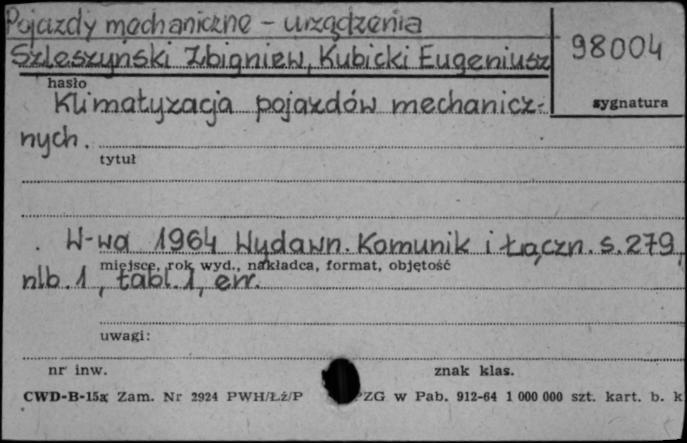 Pojazdy mechaniczne - urządzenia
Szleszyński Zbigniew, Kubicki Eugeniusz
98004
hasło
Klimatyzacja pojazdów mechanicz-
sygnatura
nych.
tytuł
W-wa 1964 Wydawn. Komunik i Łączn. s. 279,
miejsce, rok wyd., nakładca, format, objętość
nlb. 1, tabl. 1, err.
uwagi:
nr inw.
znak klas.
CWD-B-15a Zam. Nr 2924 PWH/Łź/P PZG w Pab. 912-64 1 000 000 szt. kart. b. k